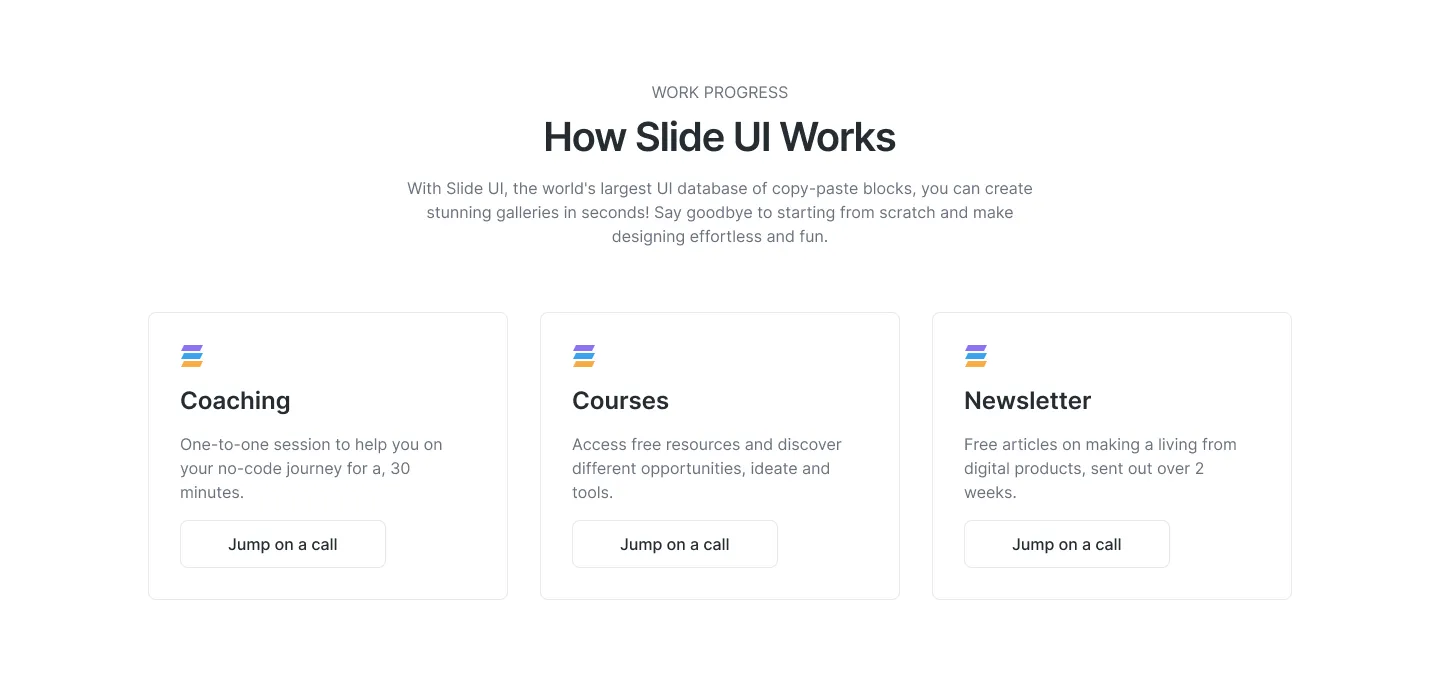 WORK PROGRESS
How Slide UI Works
With Slide UI, the world's largest UI database of copy-paste blocks, you can create
stunning galleries in seconds! Say goodbye to starting from scratch and make
designing effortless and fun.
Coaching
One-to-one session to help you on
your no-code journey for a, 30
minutes.
Jump on a call
Courses
Access free resources and discover
different opportunities, ideate and
tools.
Jump on a call
Newsletter
Free articles on making a living from
digital products, sent out over 2
weeks.
Jump on a call